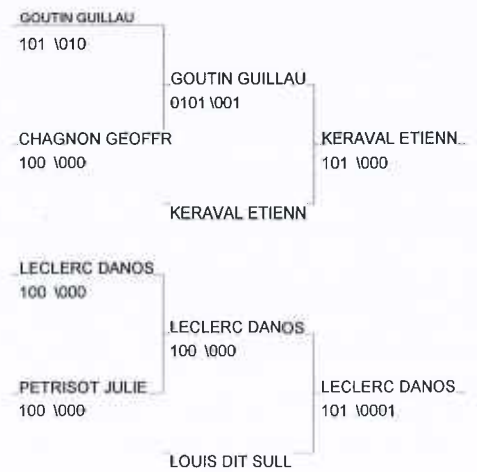 GOUTIN GUILLAU
101 \010
GOUTIN GUILLAU
0101 \001
CHAGNON GEOFFR
100 \000
KERAVAL ETIENN
101 \000
KERAVAL ETIENN
LECLERC DANOS
100 \000
LECLERC DANOS
100 \000
PETRISOT JULIE
100 \000
LECLERC DANOS
101 \0001
LOUIS DIT SULL